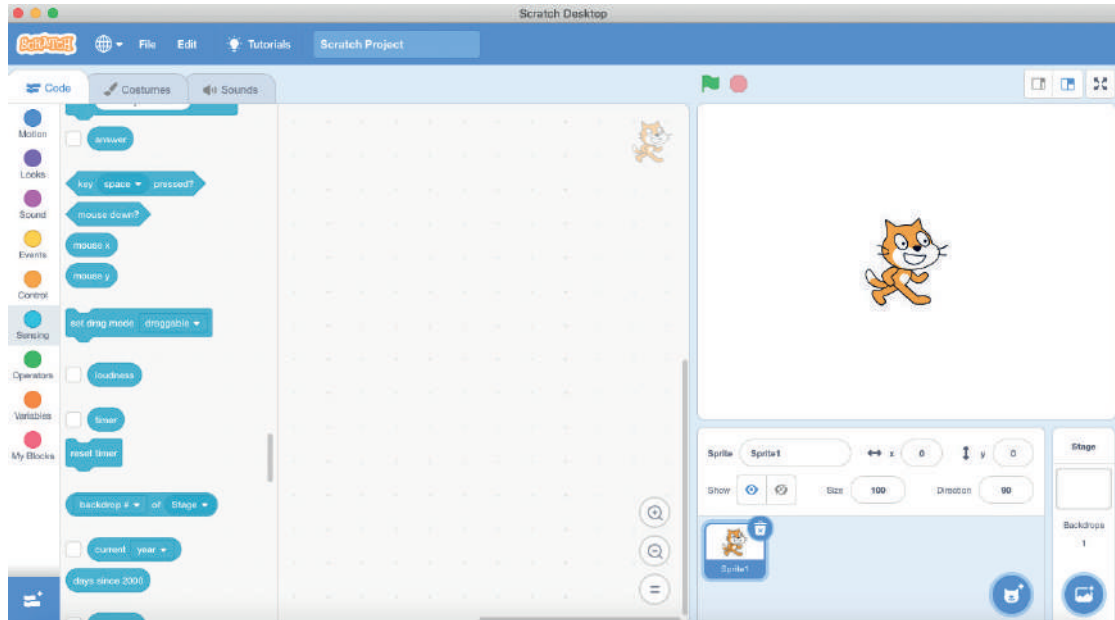 Scratch Desktop
SCRATCH File Edit Tutorials Scratch Project
Code Costumes Sounds
Motion
Looks
Sound
Events
Control
Sensing
Operators
Variables
My Blocks
answer
key space pressed?
mouse down?
mouse x
mouse y
set drag mode draggable
loudness
timer
reset timer
backdrop # of Stage
current year
days since 2000
Sprite Sprite1 x 0 y 0
Show Size 100 Direction 90
Sprite1
Stage
Backdrops
1